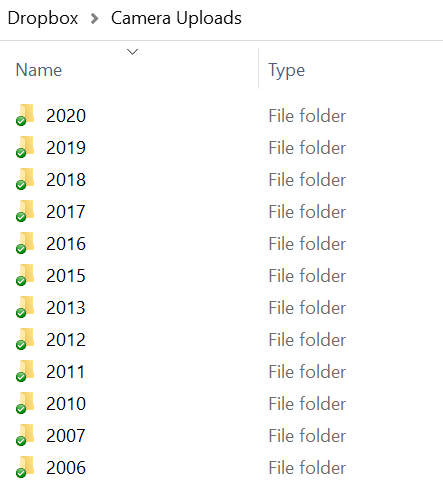 Dropbox > Camera Uploads
Name Type
2020 File folder
2019 File folder
2018 File folder
2017 File folder
2016 File folder
2015 File folder
2013 File folder
2012 File folder
2011 File folder
2010 File folder
2007 File folder
2006 File folder